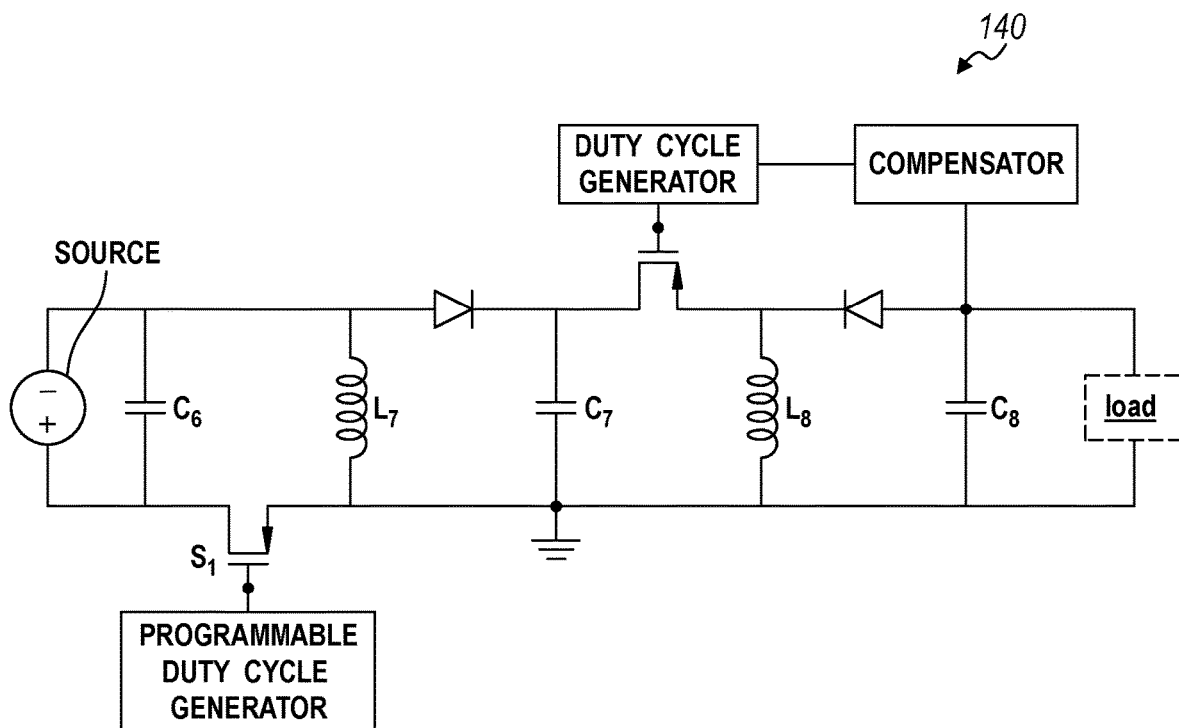 140
DUTY CYCLE
GENERATOR
COMPENSATOR
SOURCE
−
+
C6
L7
C7
L8
C8
load
S1
PROGRAMMABLE
DUTY CYCLE
GENERATOR